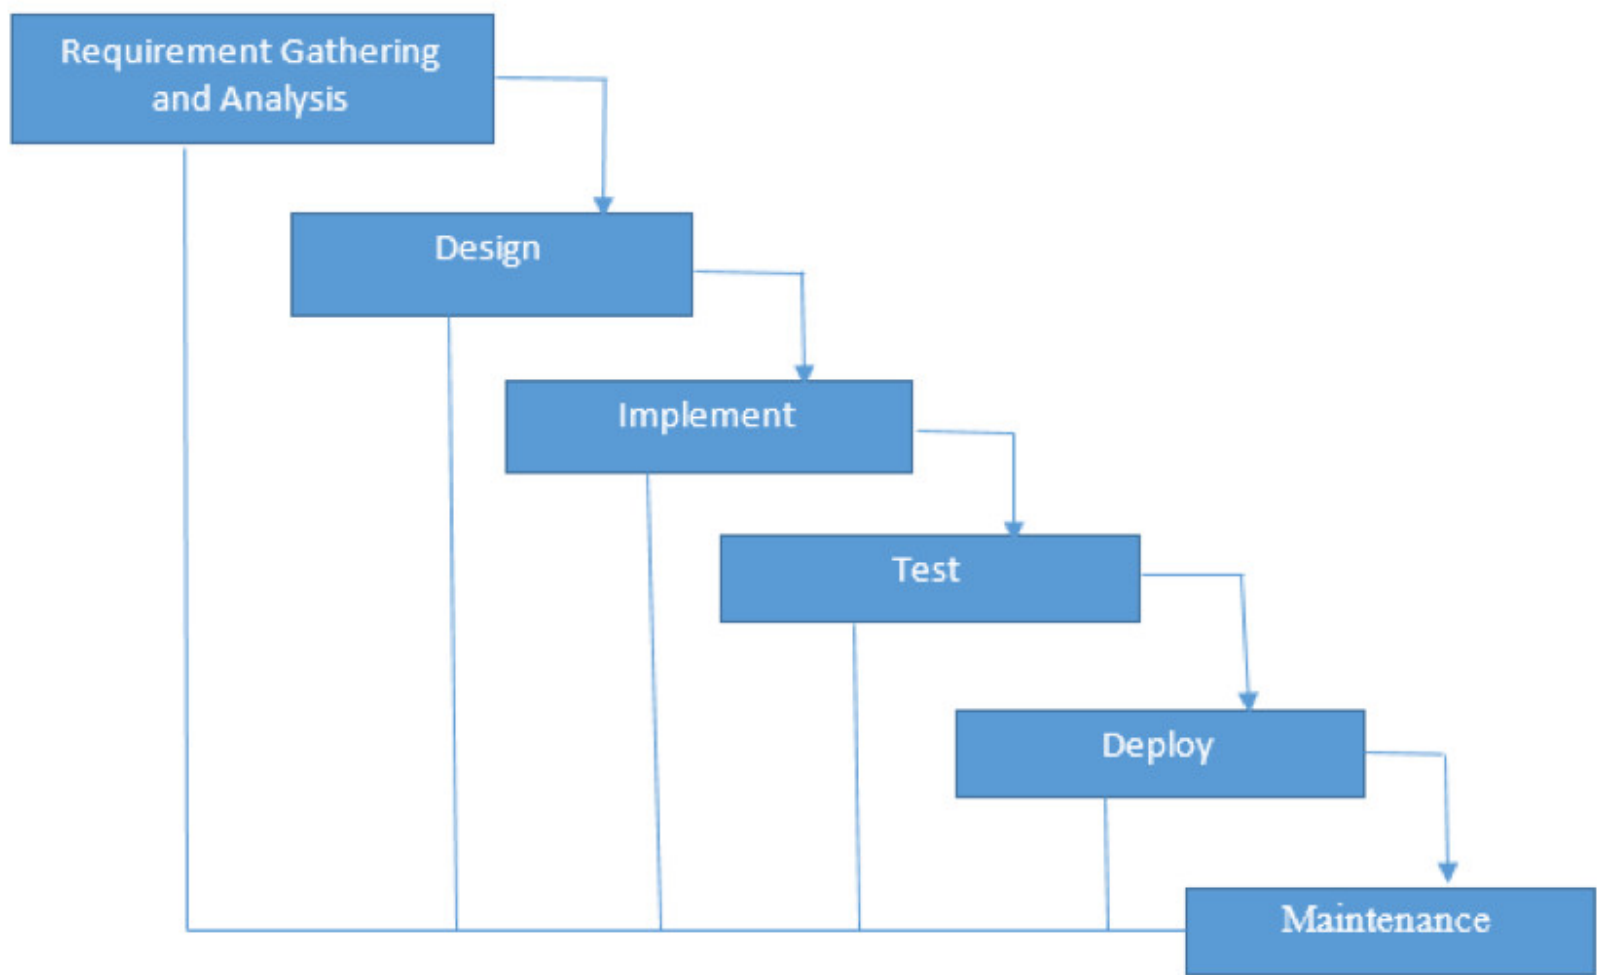 Requirement Gathering
and Analysis
Design
Implement
Test
Deploy
Maintenance